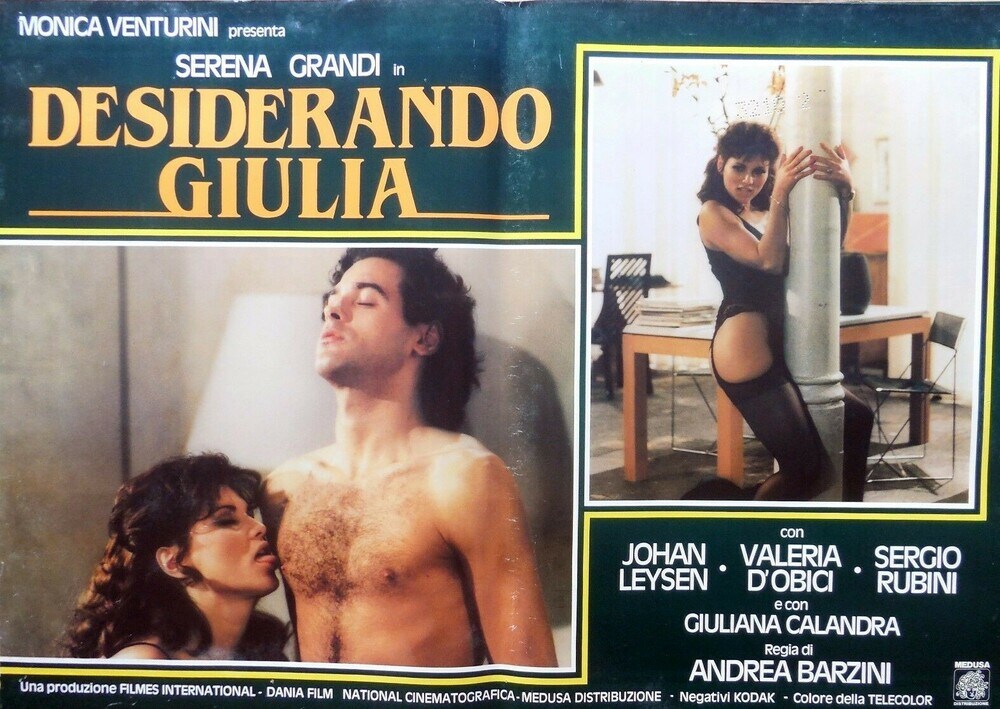 MONICA VENTURINI presenta
SERENA GRANDI in
DESIDERANDO
GIULIA
con
JOHAN LEYSEN • VALERIA D'OBICI • SERGIO RUBINI
e con
GIULIANA CALANDRA
Regia di
ANDREA BARZINI
Una produzione FILMES INTERNATIONAL - DANIA FILM NATIONAL CINEMATOGRAFICA - MEDUSA DISTRIBUZIONE - Negativi KODAK - Colore della TELECOLOR
MEDUSA
DISTRIBUZIONE